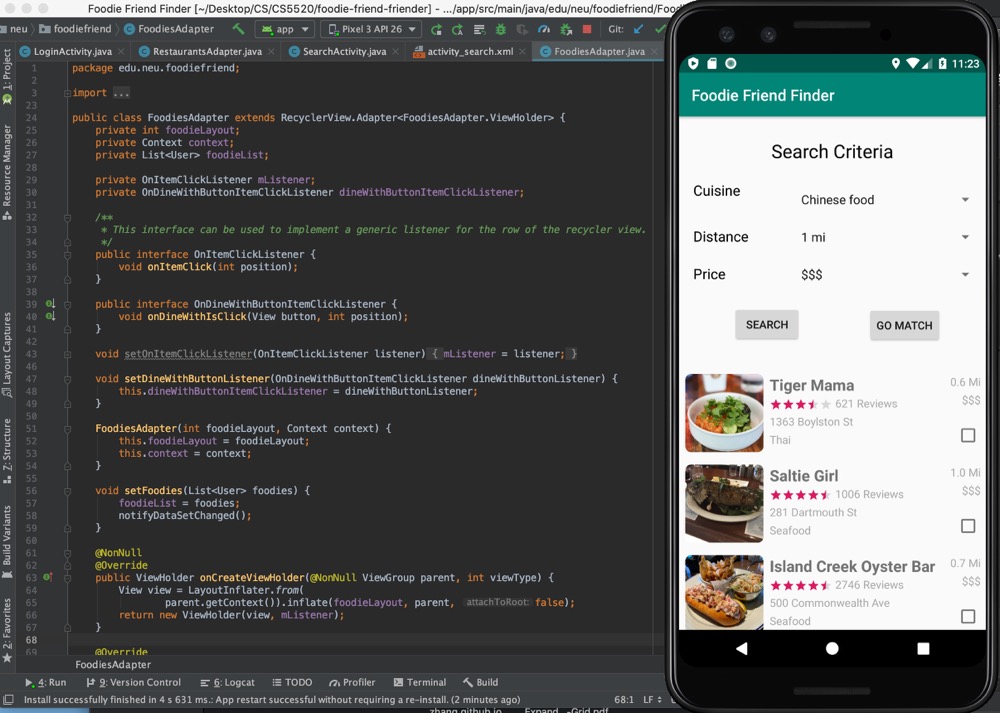 Foodie Friend Finder [~/Desktop/CS/CS5520/foodie-friend-friender] - .../app/src/main/java/edu/neu/foodiefriend/Food
neu
foodiefriend
FoodiesAdapter
app
Pixel 3 API 26
Git:
LoginActivity.java
RestaurantsAdapter.java
SearchActivity.java
activity_search.xml
FoodiesAdapter.java
1: Project
Resource Manager
Layout Captures
Z: Structure
Build Variants
2: Favorites
1 package edu.neu.foodiefriend;
2
3 import ...
23
24 public class FoodiesAdapter extends RecyclerView.Adapter<FoodiesAdapter.ViewHolder> {
25 private int foodieLayout;
26 private Context context;
27 private List<User> foodieList;
28
29 private OnItemClickListener mListener;
30 private OnDineWithButtonItemClickListener dineWithButtonItemClickListener;
31
32 /**
33 * This interface can be used to implement a generic listener for the row of the recycler view.
34 */
35 public interface OnItemClickListener {
36 void onItemClick(int position);
37 }
38
39 public interface OnDineWithButtonItemClickListener {
40 void onDineWithIsClick(View button, int position);
41 }
42
43 void setOnItemClickListener(OnItemClickListener listener) { mListener = listener; }
46
47 void setDineWithButtonListener(OnDineWithButtonItemClickListener dineWithButtonListener) {
48 this.dineWithButtonItemClickListener = dineWithButtonListener;
49 }
50
51 FoodiesAdapter(int foodieLayout, Context context) {
52 this.foodieLayout = foodieLayout;
53 this.context = context;
54 }
55
56 void setFoodies(List<User> foodies) {
57 foodieList = foodies;
58 notifyDataSetChanged();
59 }
60
61 @NonNull
62 @Override
63 public ViewHolder onCreateViewHolder(@NonNull ViewGroup parent, int viewType) {
64 View view = LayoutInflater.from(
65 parent.getContext()).inflate(foodieLayout, parent, attachToRoot: false);
66 return new ViewHolder(view, mListener);
67 }
68
69 @Override
FoodiesAdapter
4: Run
9: Version Control
6: Logcat
TODO
Profiler
Terminal
Build
Install successfully finished in 4 s 631 ms.: App restart successful without requiring a re-install. (2 minutes ago)
68:1 LF
zhang.github.io
Expand -Grid.pdf
11:23
Foodie Friend Finder
Search Criteria
Cuisine
Chinese food
Distance
1 mi
Price
$$$
SEARCH
GO MATCH
Tiger Mama
0.6 Mi
621 Reviews
$$$
1363 Boylston St
Thai
Saltie Girl
1.0 Mi
1006 Reviews
$$$
281 Dartmouth St
Seafood
Island Creek Oyster Bar
0.7 Mi
2746 Reviews
$$$
500 Commonwealth Ave
Seafood